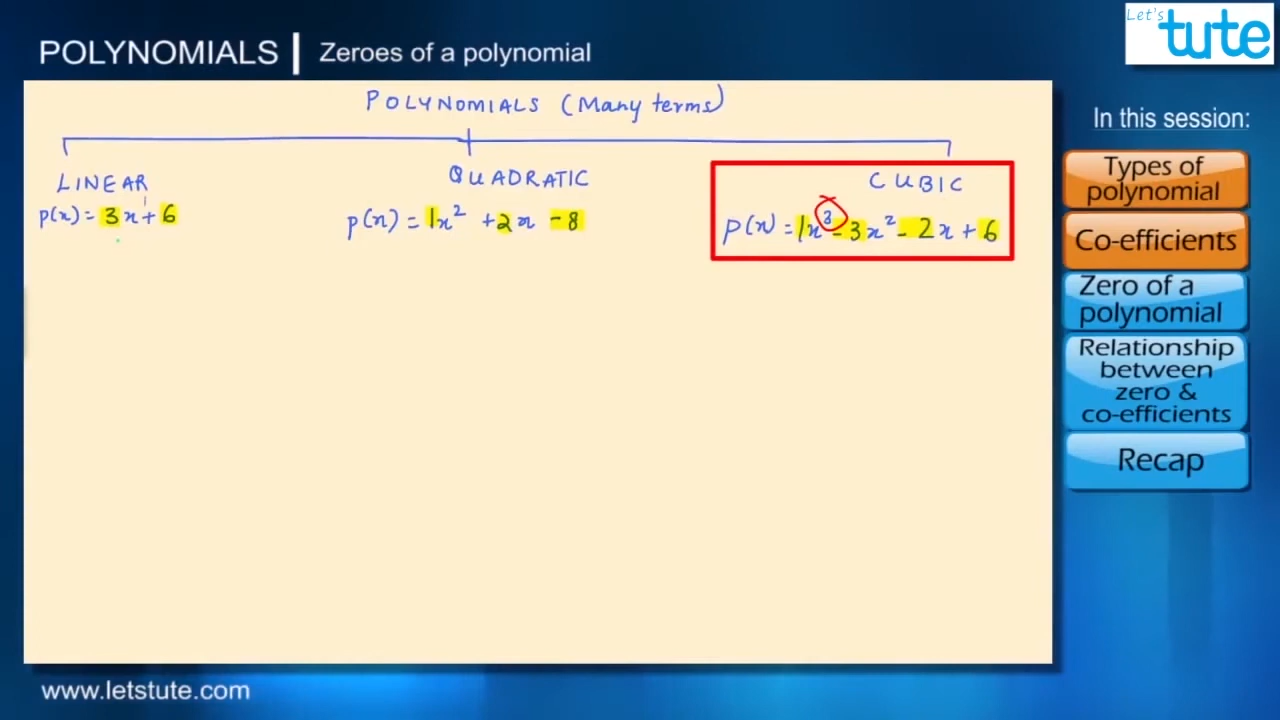 Let's
tute
POLYNOMIALS | Zeroes of a polynomial
POLYNOMIALS (Many terms)
LINEAR
p(x) = 3x¹ + 6
QUADRATIC
p(x) = 1x² + 2x - 8
CUBIC
p(x) = 1x³ - 3x² - 2x + 6
In this session:
Types of
polynomial
Co-efficients
Zero of a
polynomial
Relationship
between
zero &
co-efficients
Recap
www.letstute.com